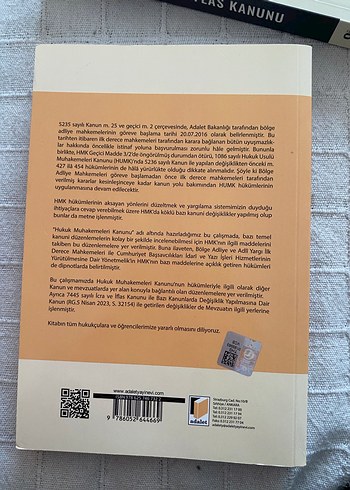 İFLAS KANUNU
5235 sayılı Kanun m. 25 ve geçici m. 2 çerçevesinde, Adalet Bakanlığı tarafından bölge
adliye mahkemelerinin göreve başlama tarihi 20.07.2016 olarak belirlenmiştir. Bu
tarihten itibaren ilk derece mahkemeleri tarafından karara bağlanan bütün uyuşmazlık-
lar hakkında öncelikle istinaf yoluna başvurulması zorunlu hâle gelmiştir. Bununla
birlikte, HMK Geçici Madde 3/2'de öngörülmüş durumdan ötürü, 1086 sayılı Hukuk Usulü
Muhakemeleri Kanunu (HUMK)'nda 5236 sayılı Kanun ile yapılan değişiklikten önceki m.
427 ilâ 454 hükümlerinin de hâlâ yürürlükte olduğu dikkate alınmalıdır. Şöyle ki Bölge
Adliye Mahkemeleri göreve başlamadan önce ilk derece mahkemeleri tarafından
verilmiş kararlar kesinleşinceye kadar kanun yolu bakımından HUMK hükümlerinin
uygulanmasına devam edilecektir.
HMK hükümlerinin aksayan yönlerini düzeltmek ve yargılama sistemimizin duyduğu
ihtiyaçlara cevap verebilmek üzere HMK'da köklü bazı kanuni değişiklikler yapılmış olup
bunlar da metne işlenmiştir.
"Hukuk Muhakemeleri Kanunu" adı altında hazırladığımız bu çalışmada, bazı temel
kanuni düzenlemelerin kolay bir şekilde incelenebilmesi için HMK'nın ilgili maddelerini
takiben bu düzenlemelere yer verilmiştir. Buna ilaveten, Bölge Adliye ve Adli Yargı İlk
Derece Mahkemeleri ile Cumhuriyet Başsavcılıkları İdari ve Yazı İşleri Hizmetlerinin
Yürütülmesine Dair Yönetmelik'in HMK'nın bazı maddelerine açıklık getiren hükümleri
de dipnotlarda belirtilmiştir.
Bu çalışmamızda Hukuk Muhakemeleri Kanunu'nun hükümleriyle ilgili olarak diğer
Kanun ve mevzuatlarda yer alan konuyla bağlantılı olan düzenlemelere yer verilmiştir.
Ayrıca 7445 sayılı İcra ve İflas Kanunu ile Bazı Kanunlarda Değişiklik Yapılmasına Dair
Kanun (RG.5 Nisan 2023, S. 32154) ile getirilen değişiklikler de Mevzuatın ilgili yerlerine
işlenmiştir.
Kitabın tüm hukukçulara ve öğrencilerimize yararlı olmasını diliyoruz.
www.adaletyayinevi.com
9 786052 644669
adalet